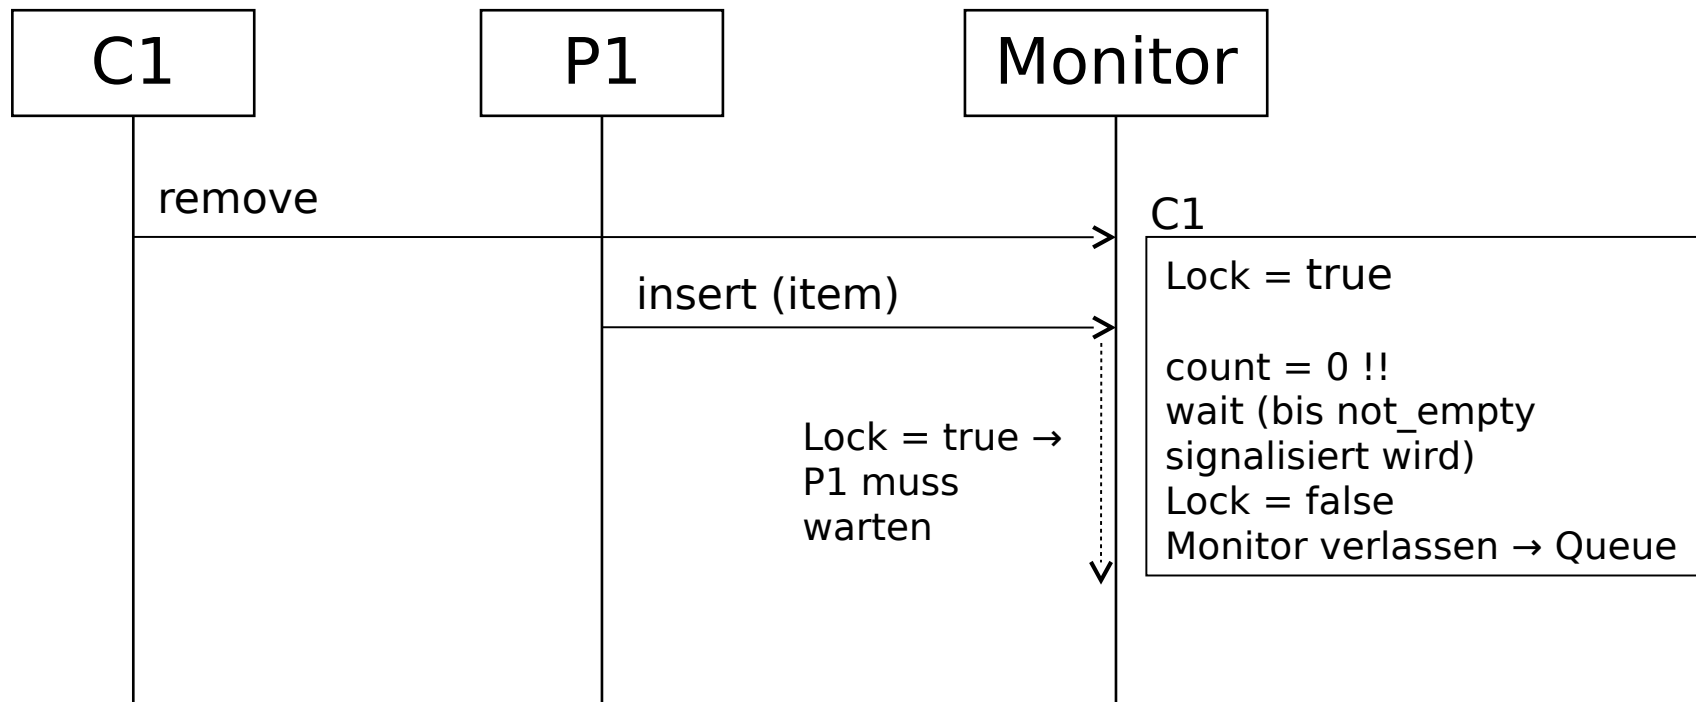 C1
P1
Monitor
remove
C1
Lock = true
insert (item)
count = 0 !!
wait (bis not_empty
signalisiert wird)
Lock = false
Monitor verlassen → Queue
Lock = true →
P1 muss
warten